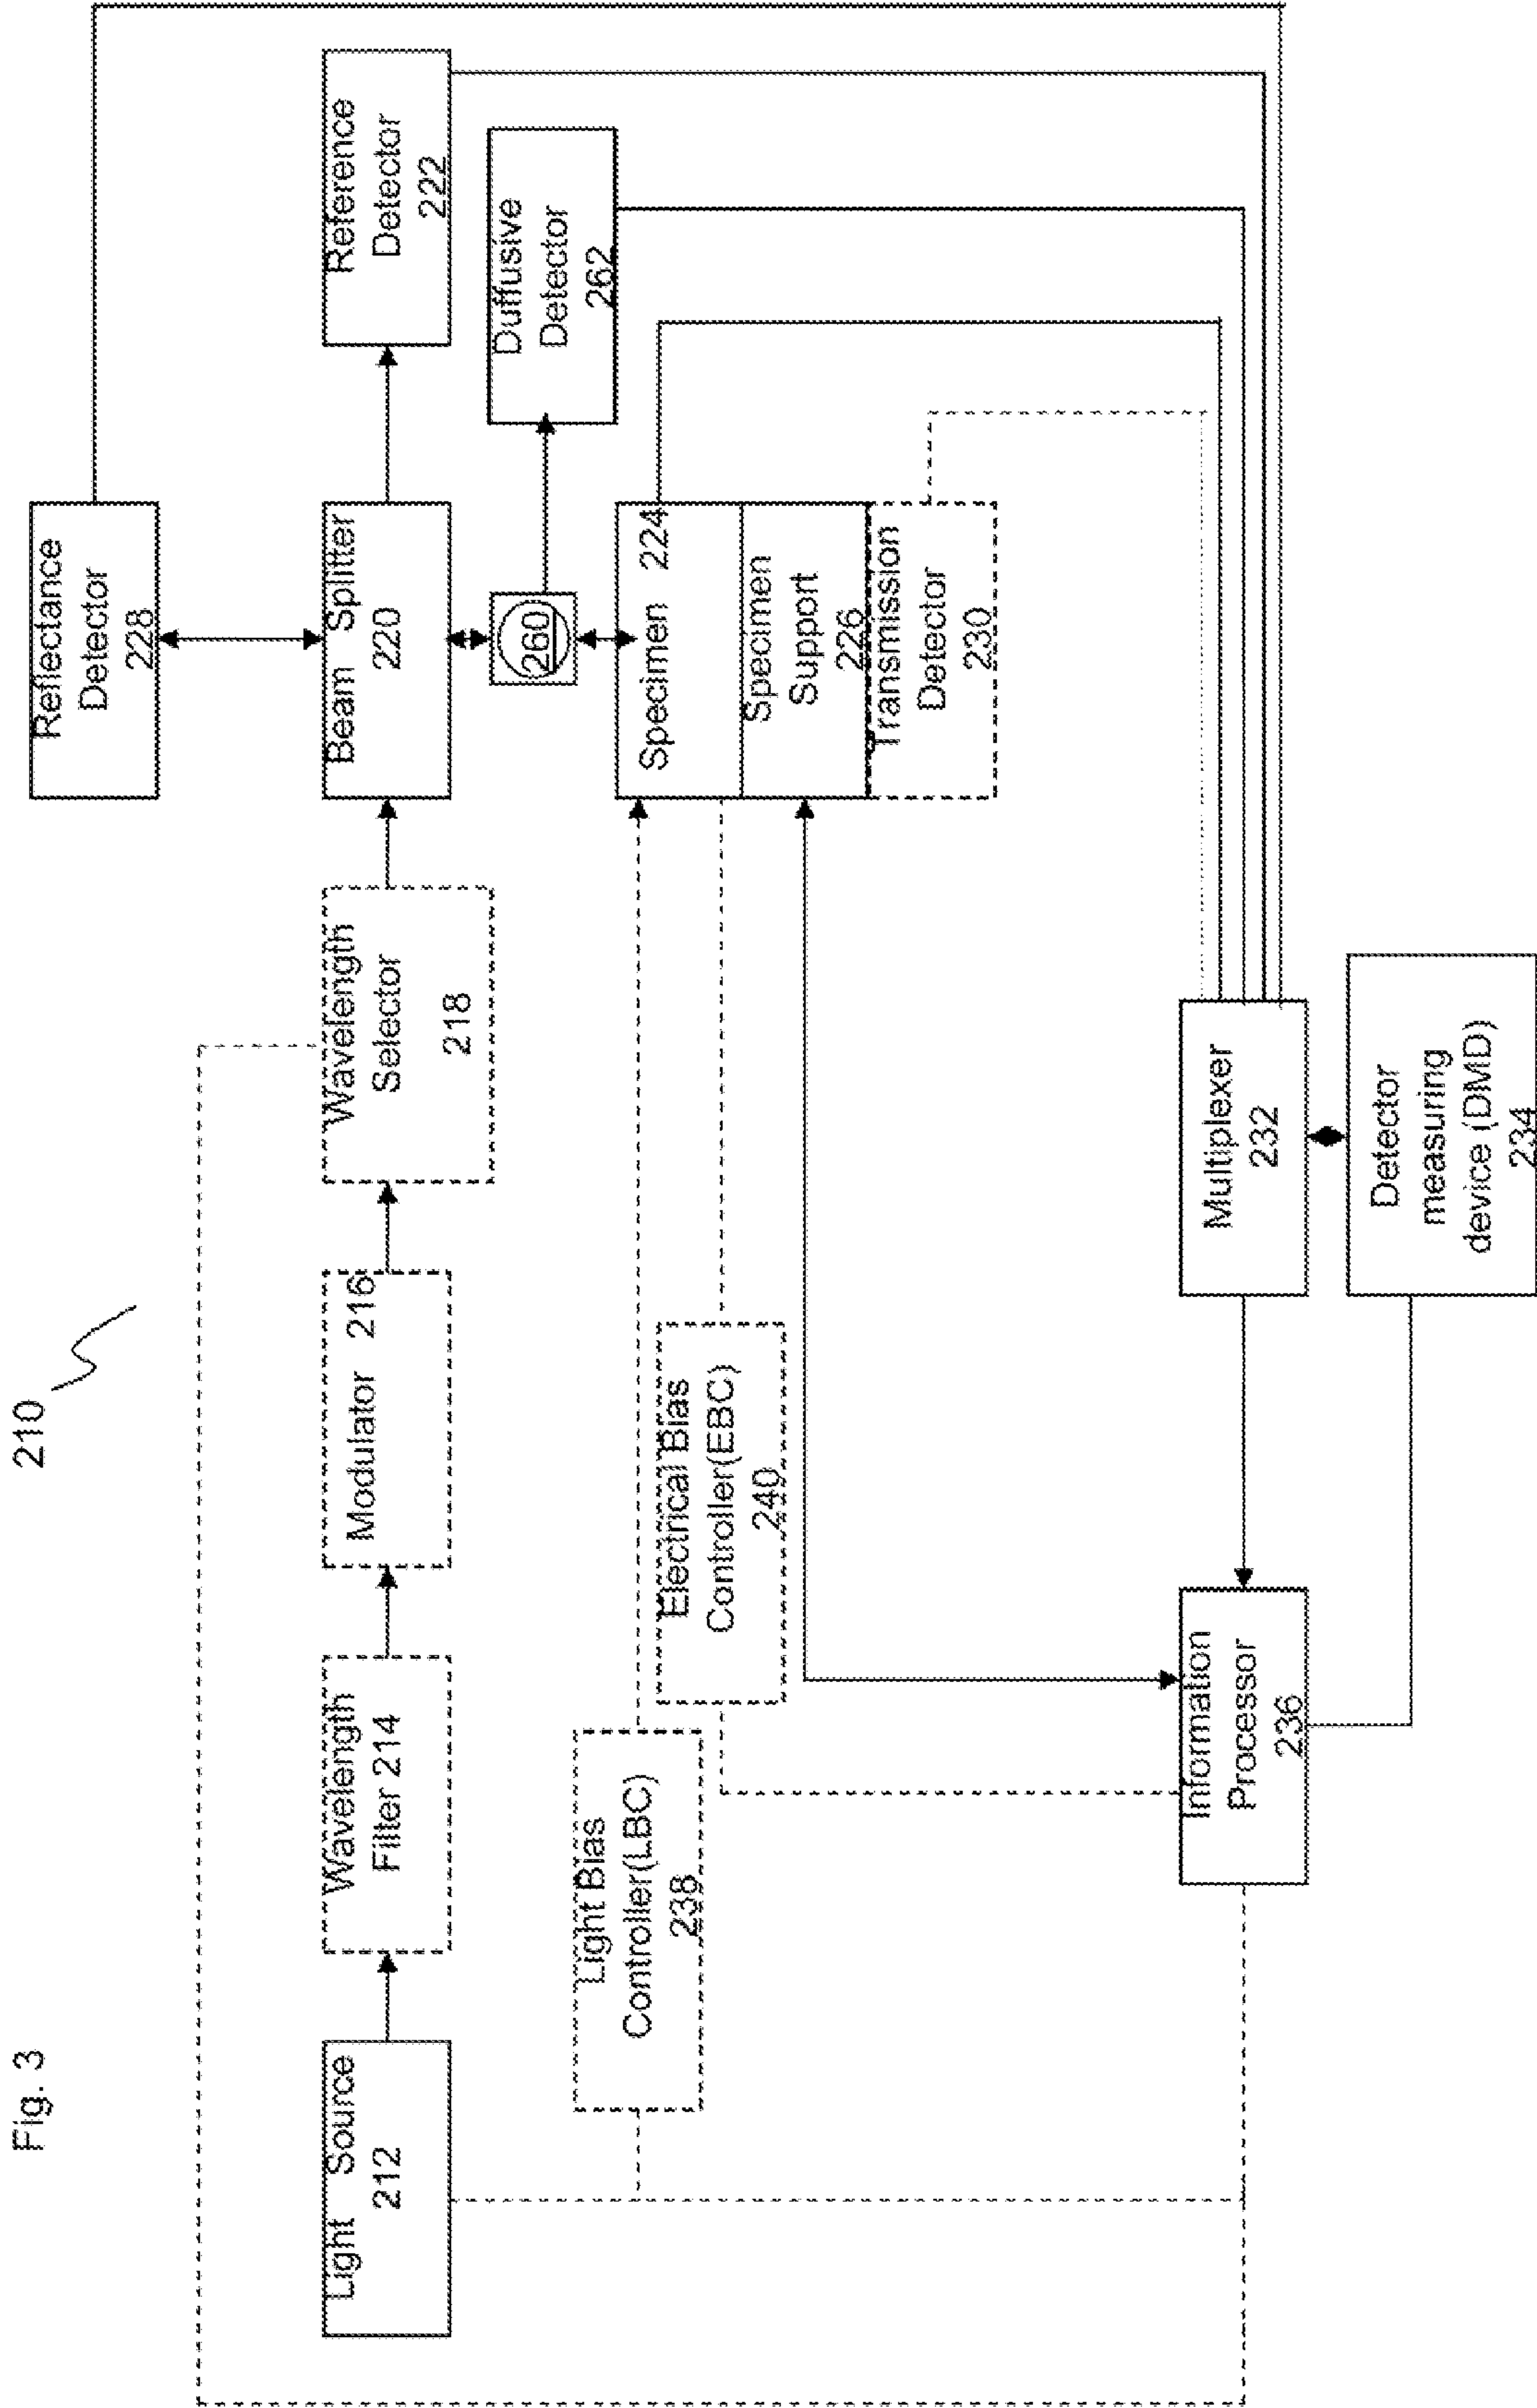 Fig. 3
210
Reflectance
Detector
228
Light Source
212
Wavelength
Filter 214
Modulator 216
Wavelength
Selector
218
Beam Splitter
220
Reference
Detector
222
260
Duffusive
Detector
262
Light Bias
Controller(LBC)
238
Electrical Bias
Controller(EBC)
240
Specimen 224
Specimen
Support
226
Transmission
Detector
230
Information
Processor
236
Multiplexer
232
Detector
measuring
device (DMD)
234